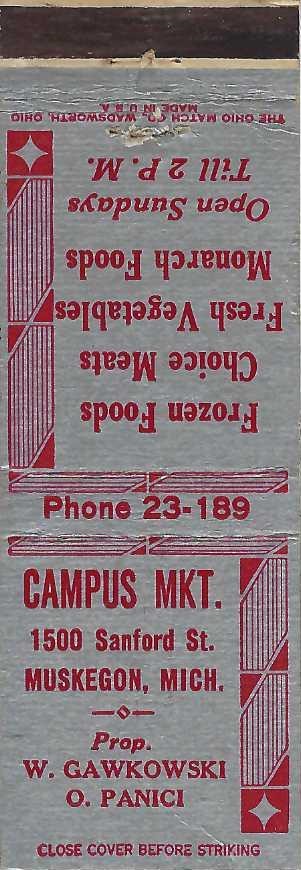 THE OHIO MATCH CO. WADSWORTH, OHIO
MADE IN U S A
Frozen Foods
Choice Meats
Fresh Vegetables
Monarch Foods
Open Sundays
Till 2 P. M.
Phone 23-189
CAMPUS MKT.
1500 Sanford St.
MUSKEGON, MICH.
Prop.
W. GAWKOWSKI
O. PANICI
CLOSE COVER BEFORE STRIKING